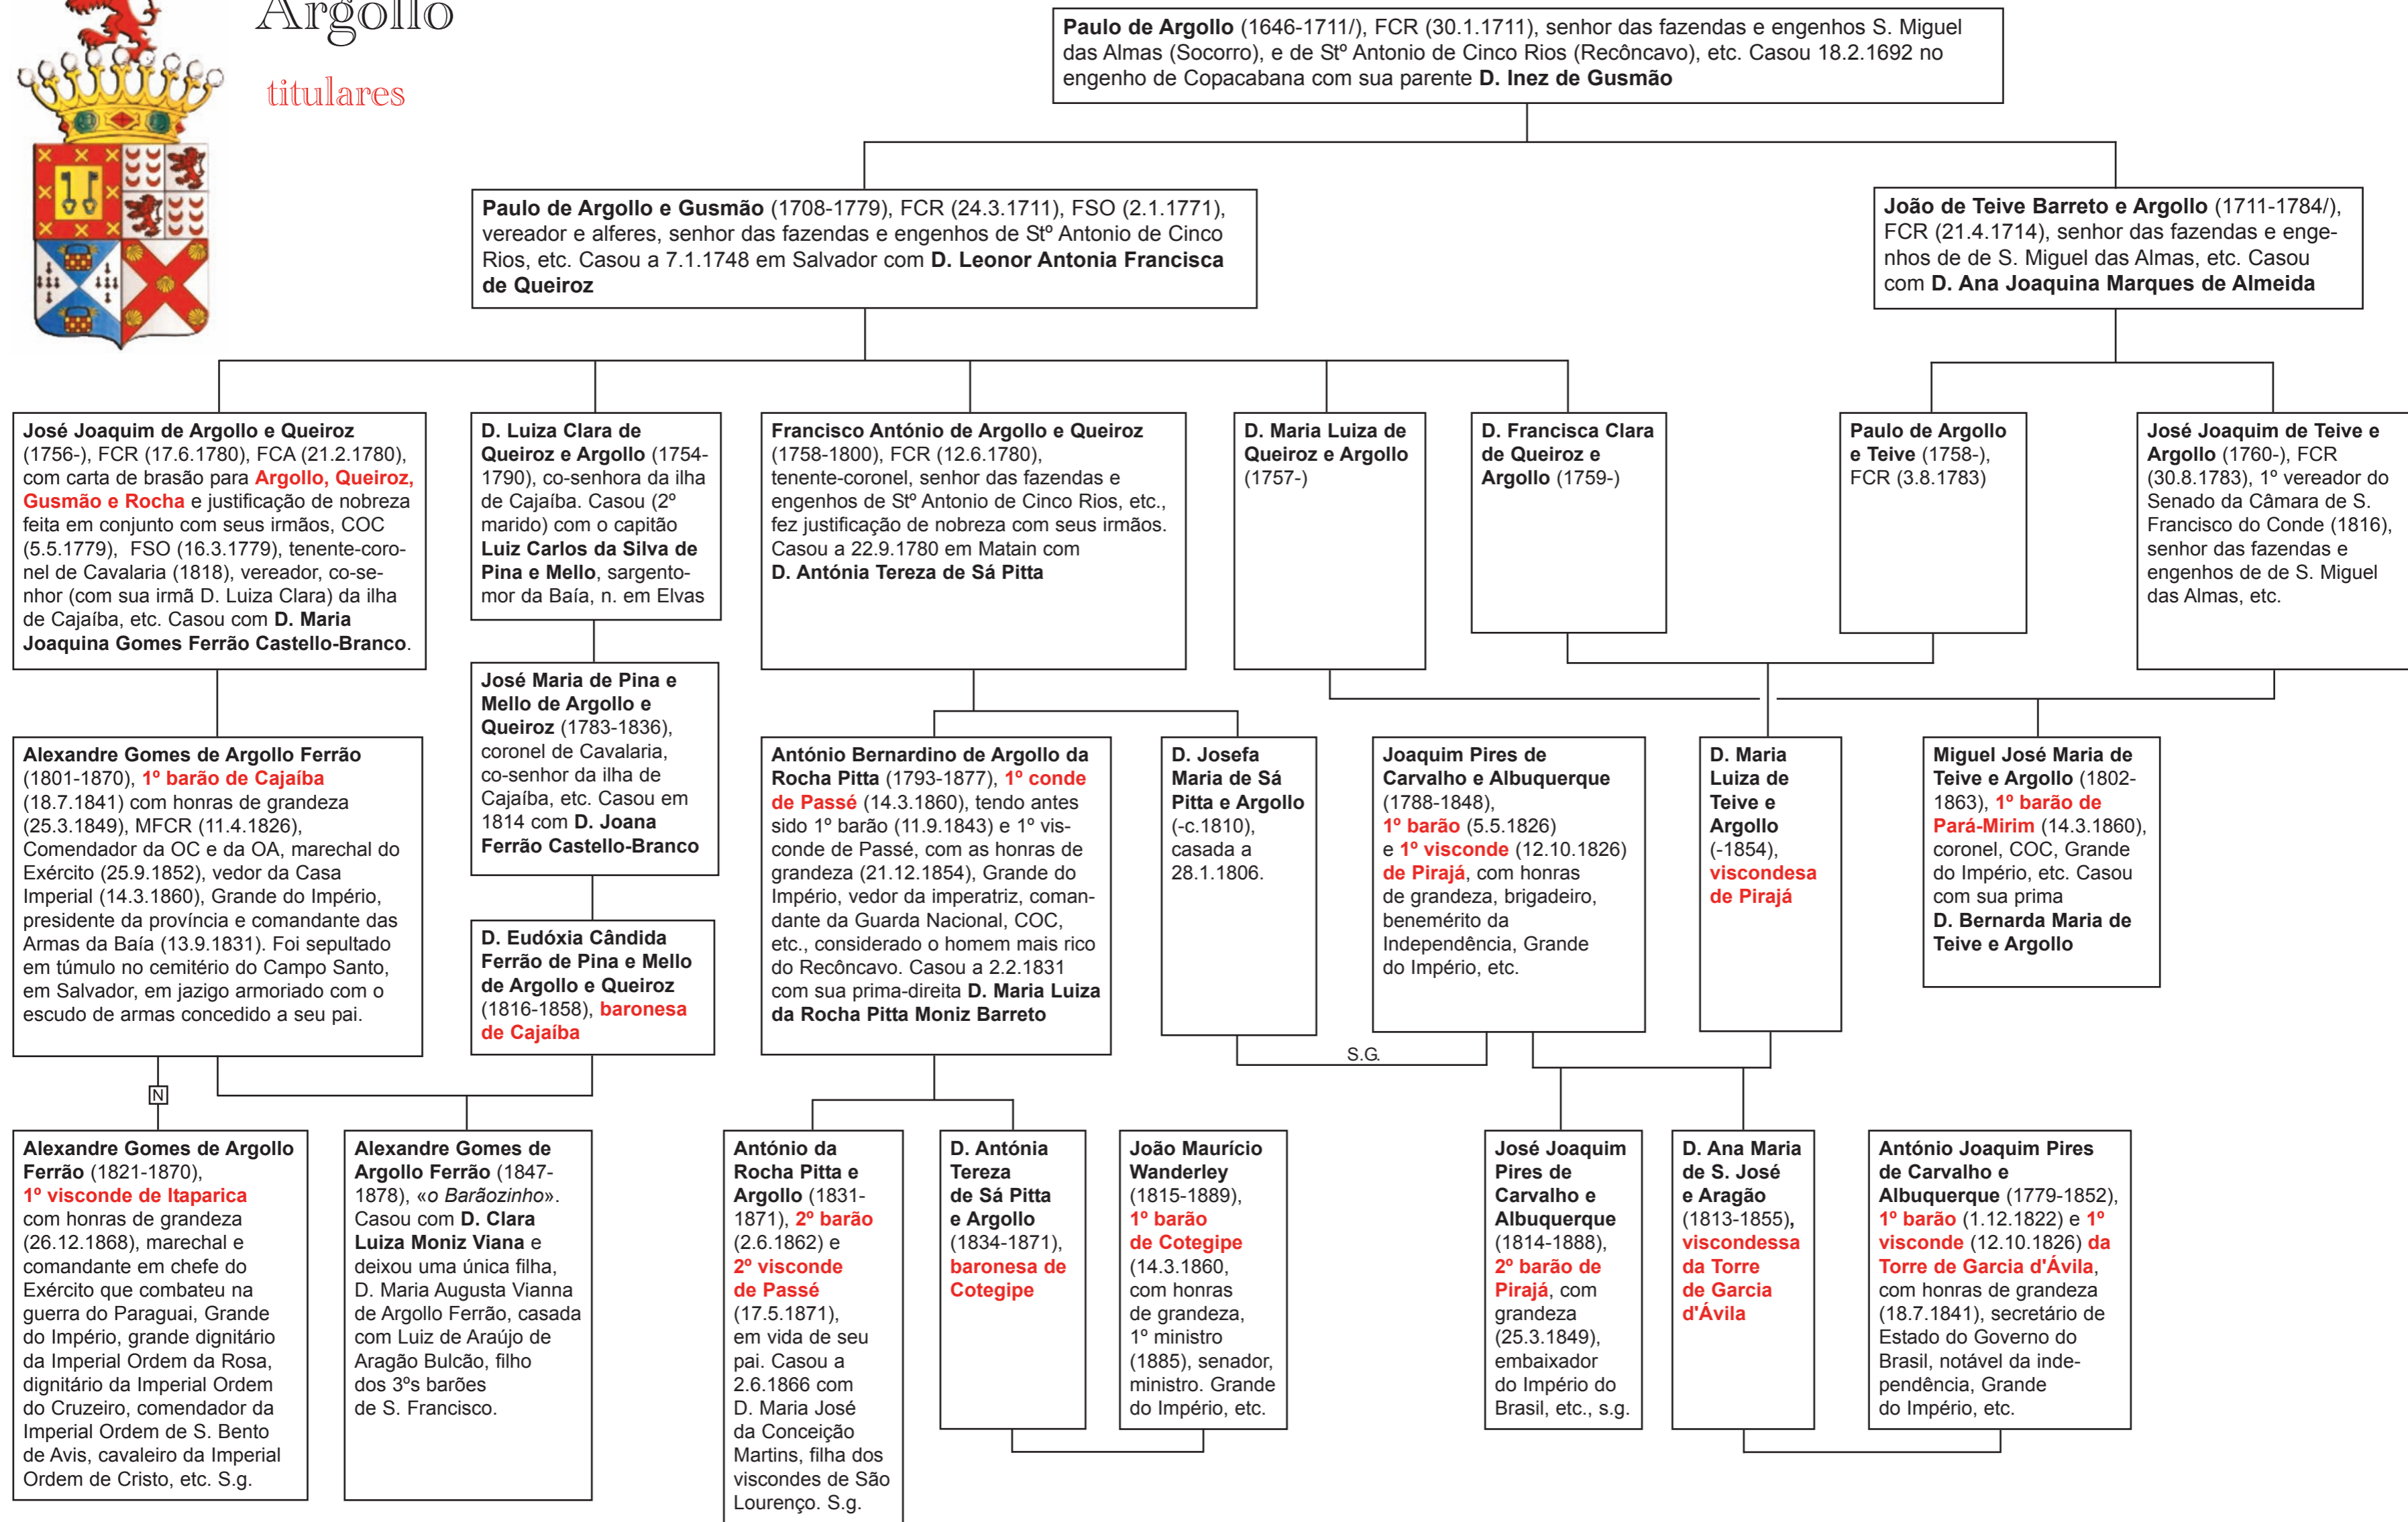 Argollo
titulares
Paulo de Argollo (1646-1711/), FCR (30.1.1711), senhor das fazendas e engenhos S. Miguel
das Almas (Socorro), e de Stº Antonio de Cinco Rios (Recôncavo), etc. Casou 18.2.1692 no
engenho de Copacabana com sua parente D. Inez de Gusmão
Paulo de Argollo e Gusmão (1708-1779), FCR (24.3.1711), FSO (2.1.1771),
vereador e alferes, senhor das fazendas e engenhos de Stº Antonio de Cinco
Rios, etc. Casou a 7.1.1748 em Salvador com D. Leonor Antonia Francisca
de Queiroz
João de Teive Barreto e Argollo (1711-1784/),
FCR (21.4.1714), senhor das fazendas e enge-
nhos de de S. Miguel das Almas, etc. Casou
com D. Ana Joaquina Marques de Almeida
José Joaquim de Argollo e Queiroz
(1756-), FCR (17.6.1780), FCA (21.2.1780),
com carta de brasão para Argollo, Queiroz,
Gusmão e Rocha e justificação de nobreza
feita em conjunto com seus irmãos, COC
(5.5.1779), FSO (16.3.1779), tenente-coro-
nel de Cavalaria (1818), vereador, co-se-
nhor (com sua irmã D. Luiza Clara) da ilha
de Cajaíba, etc. Casou com D. Maria
Joaquina Gomes Ferrão Castello-Branco.
D. Luiza Clara de
Queiroz e Argollo (1754-
1790), co-senhora da ilha
de Cajaíba. Casou (2º
marido) com o capitão
Luiz Carlos da Silva de
Pina e Mello, sargento-
mor da Baía, n. em Elvas
Francisco António de Argollo e Queiroz
(1758-1800), FCR (12.6.1780),
tenente-coronel, senhor das fazendas e
engenhos de Stº Antonio de Cinco Rios, etc.,
fez justificação de nobreza com seus irmãos.
Casou a 22.9.1780 em Matain com
D. Antónia Tereza de Sá Pitta
D. Maria Luiza de
Queiroz e Argollo
(1757-)
D. Francisca Clara
de Queiroz e
Argollo (1759-)
Paulo de Argollo
e Teive (1758-),
FCR (3.8.1783)
José Joaquim de Teive e
Argollo (1760-), FCR
(30.8.1783), 1º vereador do
Senado da Câmara de S.
Francisco do Conde (1816),
senhor das fazendas e
engenhos de de S. Miguel
das Almas, etc.
José Maria de Pina e
Mello de Argollo e
Queiroz (1783-1836),
coronel de Cavalaria,
co-senhor da ilha de
Cajaíba, etc. Casou em
1814 com D. Joana
Ferrão Castello-Branco
Alexandre Gomes de Argollo Ferrão
(1801-1870), 1º barão de Cajaíba
(18.7.1841) com honras de grandeza
(25.3.1849), MFCR (11.4.1826),
Comendador da OC e da OA, marechal do
Exército (25.9.1852), vedor da Casa
Imperial (14.3.1860), Grande do Império,
presidente da província e comandante das
Armas da Baía (13.9.1831). Foi sepultado
em túmulo no cemitério do Campo Santo,
em Salvador, em jazigo armoriado com o
escudo de armas concedido a seu pai.
D. Eudóxia Cândida
Ferrão de Pina e Mello
de Argollo e Queiroz
(1816-1858), baronesa
de Cajaíba
António Bernardino de Argollo da
Rocha Pitta (1793-1877), 1º conde
de Passé (14.3.1860), tendo antes
sido 1º barão (11.9.1843) e 1º vis-
conde de Passé, com as honras de
grandeza (21.12.1854), Grande do
Império, vedor da imperatriz, coman-
dante da Guarda Nacional, COC,
etc., considerado o homem mais rico
do Recôncavo. Casou a 2.2.1831
com sua prima-direita D. Maria Luiza
da Rocha Pitta Moniz Barreto
D. Josefa
Maria de Sá
Pitta e Argollo
(-c.1810),
casada a
28.1.1806.
Joaquim Pires de
Carvalho e Albuquerque
(1788-1848),
1º barão (5.5.1826)
e 1º visconde (12.10.1826)
de Pirajá, com honras
de grandeza, brigadeiro,
benemérito da
Independência, Grande
do Império, etc.
D. Maria
Luiza de
Teive e
Argollo
(-1854),
viscondesa
de Pirajá
Miguel José Maria de
Teive e Argollo (1802-
1863), 1º barão de
Pará-Mirim (14.3.1860),
coronel, COC, Grande
do Império, etc. Casou
com sua prima
D. Bernarda Maria de
Teive e Argollo
S.G.
N
Alexandre Gomes de Argollo
Ferrão (1821-1870),
1º visconde de Itaparica
com honras de grandeza
(26.12.1868), marechal e
comandante em chefe do
Exército que combateu na
guerra do Paraguai, Grande
do Império, grande dignitário
da Imperial Ordem da Rosa,
dignitário da Imperial Ordem
do Cruzeiro, comendador da
Imperial Ordem de S. Bento
de Avis, cavaleiro da Imperial
Ordem de Cristo, etc. S.g.
Alexandre Gomes de
Argollo Ferrão (1847-
1878), «o Barãozinho».
Casou com D. Clara
Luiza Moniz Viana e
deixou uma única filha,
D. Maria Augusta Vianna
de Argollo Ferrão, casada
com Luiz de Araújo de
Aragão Bulcão, filho
dos 3ºs barões
de S. Francisco.
António da
Rocha Pitta e
Argollo (1831-
1871), 2º barão
(2.6.1862) e
2º visconde
de Passé
(17.5.1871),
em vida de seu
pai. Casou a
2.6.1866 com
D. Maria José
da Conceição
Martins, filha dos
viscondes de São
Lourenço. S.g.
D. Antónia
Tereza
de Sá Pitta
e Argollo
(1834-1871),
baronesa de
Cotegipe
João Maurício
Wanderley
(1815-1889),
1º barão
de Cotegipe
(14.3.1860,
com honras
de grandeza,
1º ministro
(1885), senador,
ministro. Grande
do Império, etc.
José Joaquim
Pires de
Carvalho e
Albuquerque
(1814-1888),
2º barão de
Pirajá, com
grandeza
(25.3.1849),
embaixador
do Império do
Brasil, etc., s.g.
D. Ana Maria
de S. José
e Aragão
(1813-1855),
viscondessa
da Torre
de Garcia
d'Ávila
António Joaquim Pires
de Carvalho e
Albuquerque (1779-1852),
1º barão (1.12.1822) e 1º
visconde (12.10.1826) da
Torre de Garcia d'Ávila,
com honras de grandeza
(18.7.1841), secretário de
Estado do Governo do
Brasil, notável da inde-
pendência, Grande
do Império, etc.